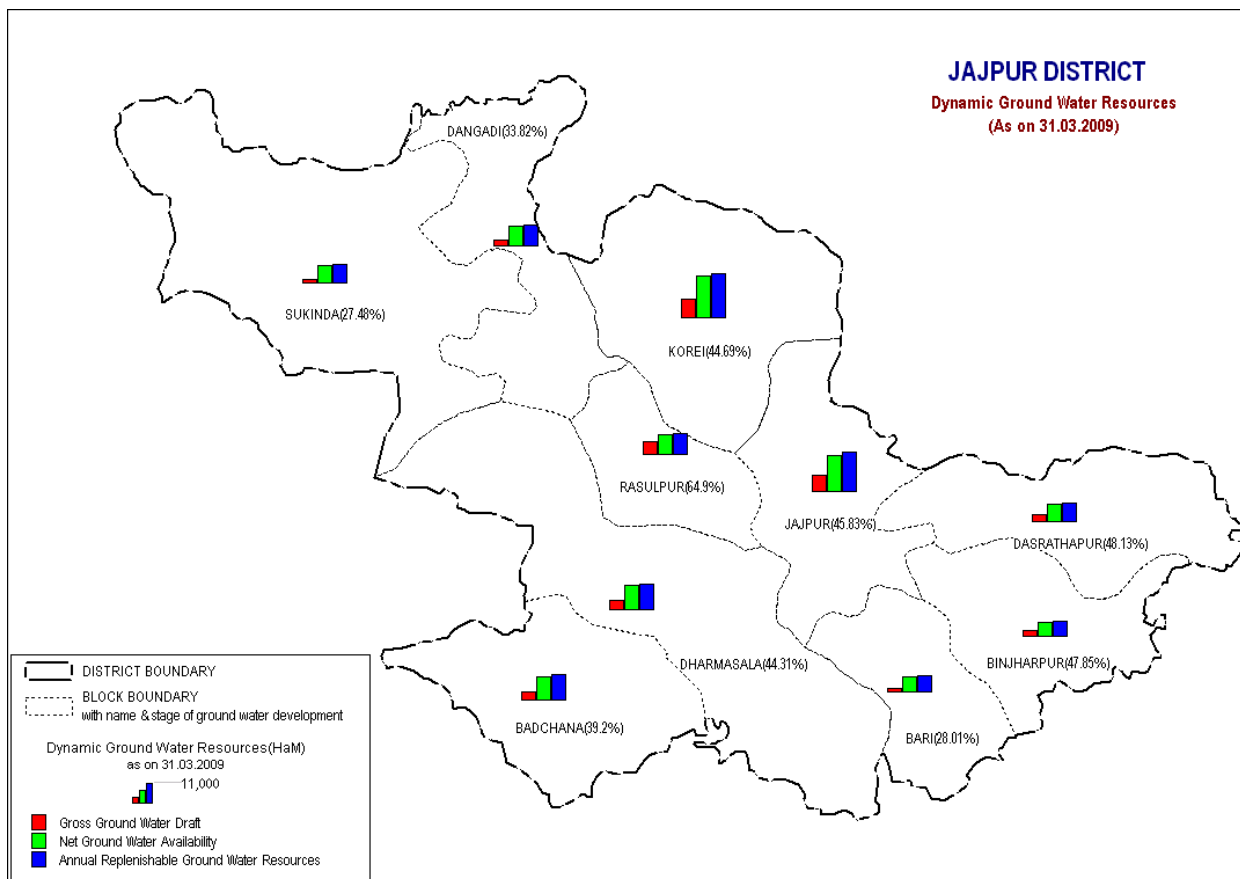 JAJPUR DISTRICT
Dynamic Ground Water Resources
(As on 31.03.2009)
DANGADI(33.82%)
SUKINDA(27.48%)
KOREI(44.69%)
RASULPUR(64.9%)
JAJPUR(45.83%)
DASRATHAPUR(48.13%)
DHARMASALA(44.31%)
BINJHARPUR(47.85%)
BADCHANA(39.2%)
BARI(28.01%)
DISTRICT BOUNDARY
BLOCK BOUNDARY
with name & stage of ground water development
Dynamic Ground Water Resources(HaM)
as on 31.03.2009
11,000
Gross Ground Water Draft
Net Ground Water Availability
Annual Replenishable Ground Water Resources